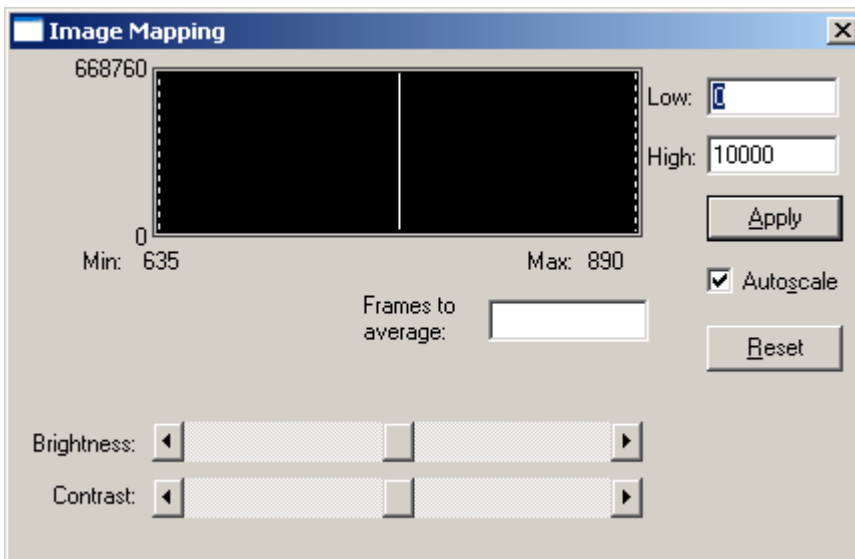 Image Mapping
668760
0
Min: 635
Max: 890
Low: 0
High: 10000
Apply
Autoscale
Frames to
average:
Reset
Brightness:
Contrast: